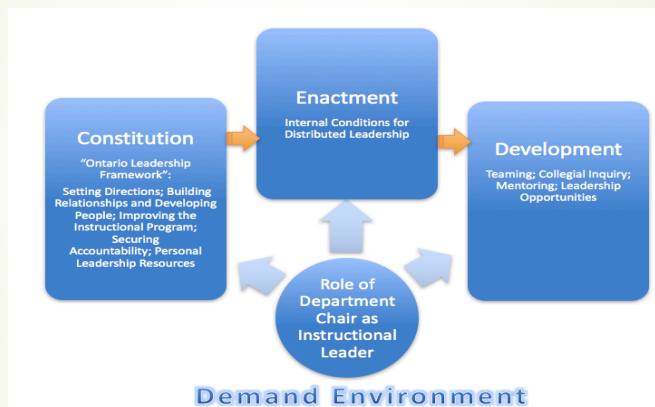 Constitution
“Ontario Leadership
Framework”:
Setting Directions; Building
Relationships and Developing
People; Improving the
Instructional Program;
Securing
Accountability; Personal
Leadership Resources
Enactment
Internal Conditions for
Distributed Leadership
Development
Teaming; Collegial Inquiry;
Mentoring; Leadership
Opportunities
Role of
Department
Chair as
Instructional
Leader
Demand Environment